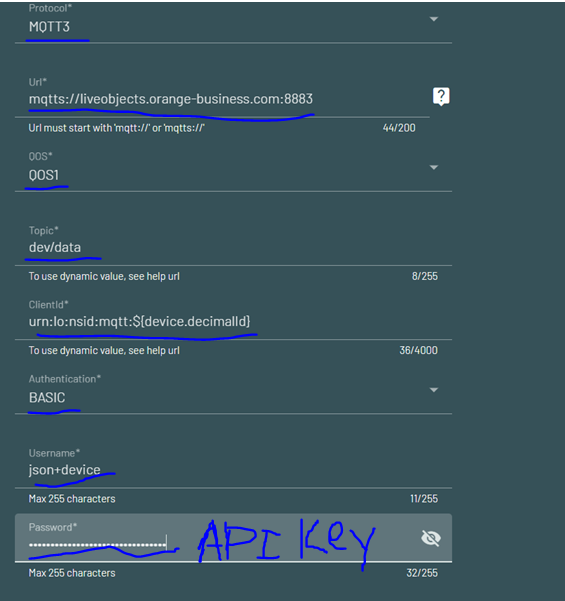 Protocol*
MQTT3
Url*
mqtts://liveobjects.orange-business.com:8883
?
Url must start with 'mqtt://' or 'mqtts://' 44/200
QOS*
QOS1
Topic*
dev/data
To use dynamic value, see help url 8/255
ClientId*
urn:lo:nsid:mqtt:${device.decimalId}
To use dynamic value, see help url 36/4000
Authentication*
BASIC
Username*
json+device
Max 255 characters 11/255
Password*
API Key
Max 255 characters 32/255